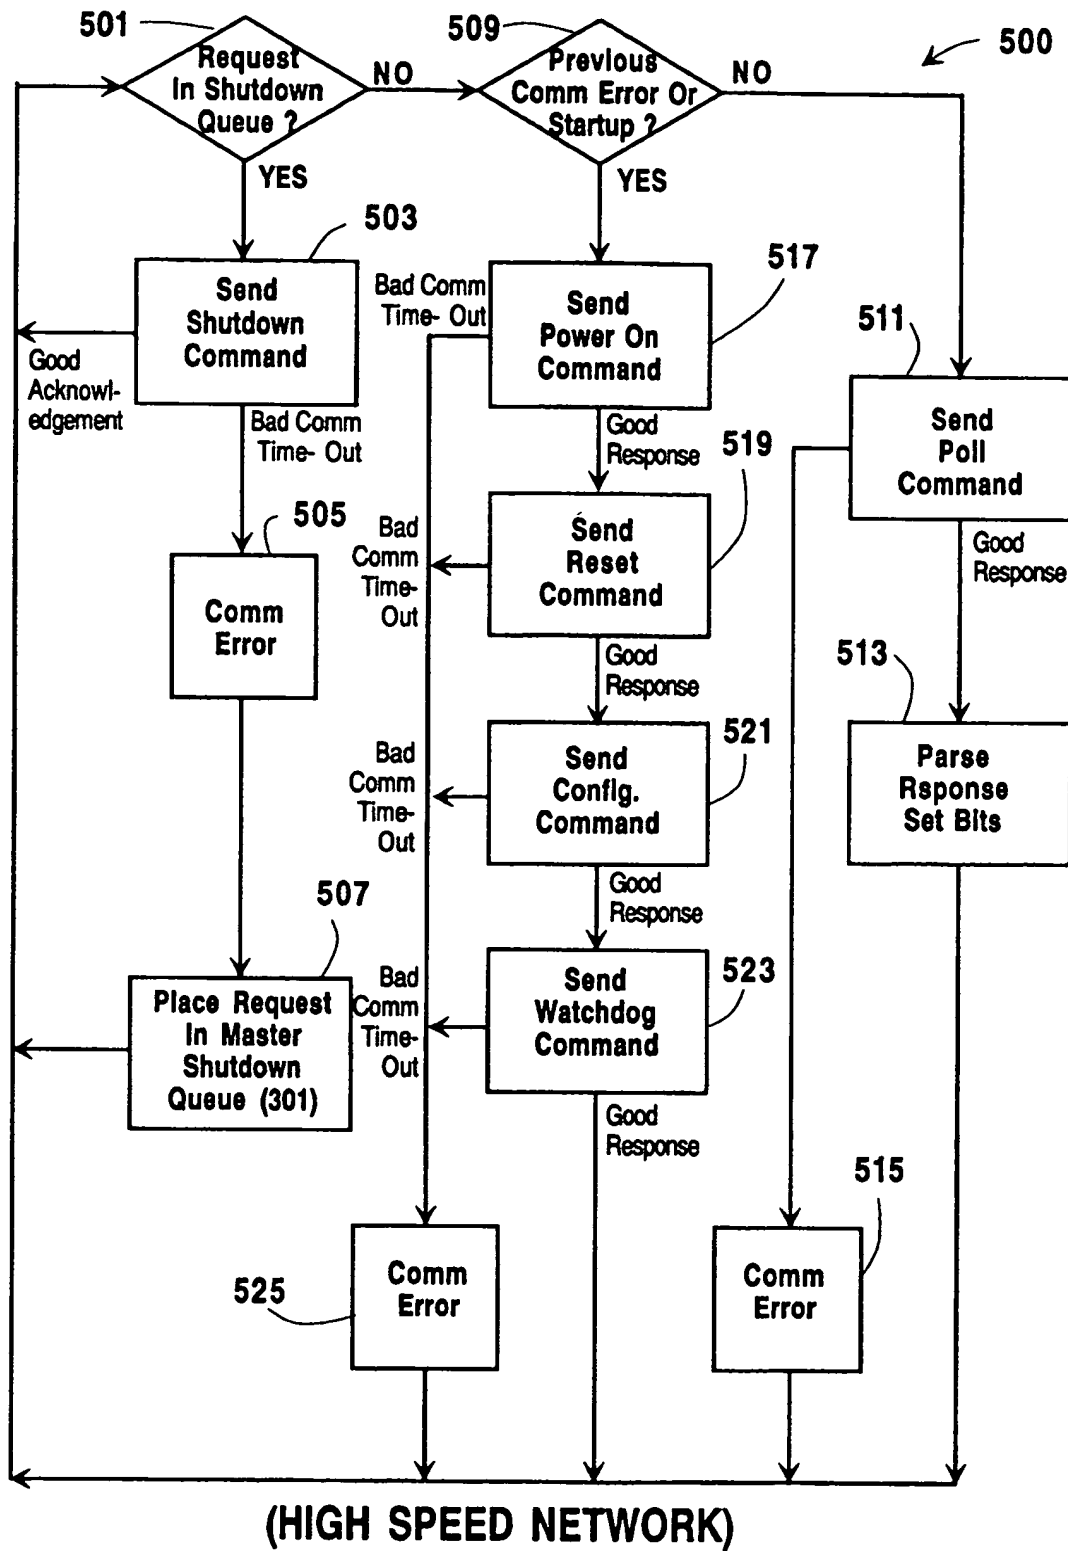 501
Request
In Shutdown
Queue ?
NO
YES
509
Previous
Comm Error Or
Startup ?
NO
YES
500
503
Send
Shutdown
Command
Good
Acknowl-
edgement
Bad Comm
Time- Out
505
Comm
Error
507
Place Request
In Master
Shutdown
Queue (301)
Bad Comm
Time- Out
517
Send
Power On
Command
Good
Response
519
Send
Reset
Command
Bad
Comm
Time-
Out
Good
Response
521
Send
Config.
Command
Bad
Comm
Time-
Out
Good
Response
523
Send
Watchdog
Command
Bad
Comm
Time-
Out
Good
Response
525
Comm
Error
511
Send
Poll
Command
Good
Response
513
Parse
Rsponse
Set Bits
515
Comm
Error
(HIGH SPEED NETWORK)